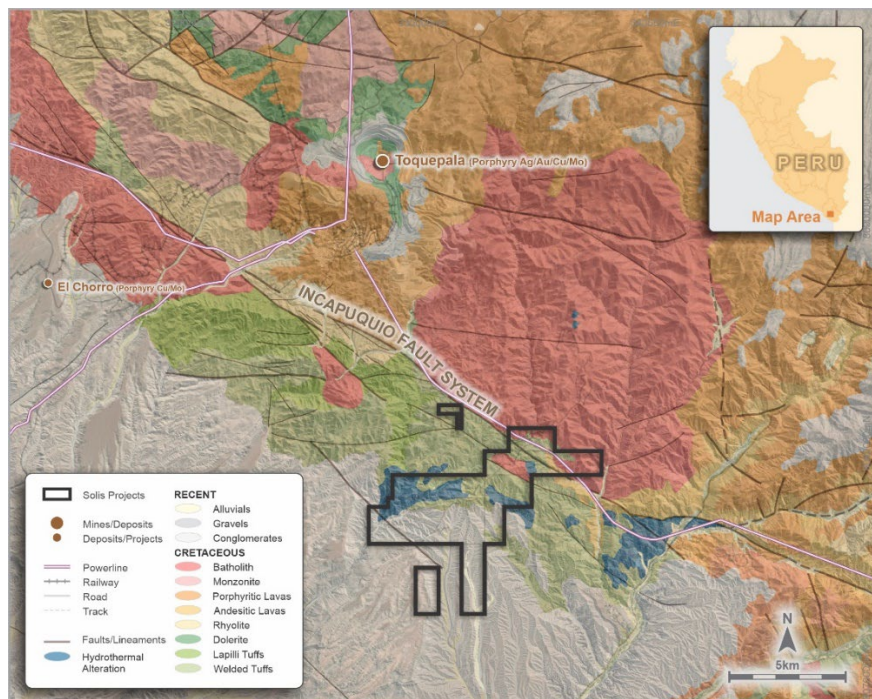 PERU
Map Area
Toquepala (Porphyry Ag/Au/Cu/Mo)
El Chorro (Porphyry Cu/Mo)
INCAPUQUIO FAULT SYSTEM
Solis Projects
Mines/Deposits
Deposits/Projects
Powerline
Railway
Road
Track
Faults/Lineaments
Hydrothermal
Alteration
RECENT
Alluvials
Gravels
Conglomerates
CRETACEOUS
Batholith
Monzonite
Porphyritic Lavas
Andesitic Lavas
Rhyolite
Dolerite
Lapilli Tuffs
Welded Tuffs
N
5km